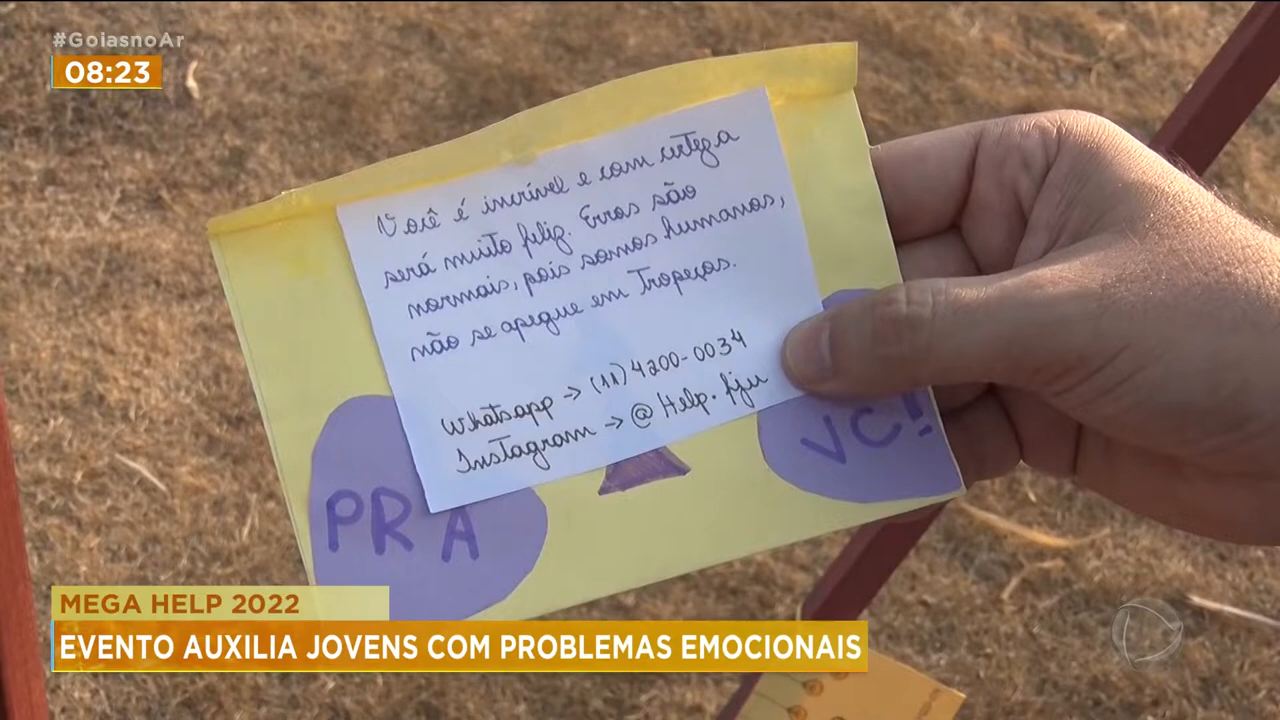 #GoiasnoAr
08:23
Você é incrível e com certeza
será muito feliz. Erros são
normais, pois somos humanos,
não se apegue em Tropeços.
Whatsapp → (11) 4200-0034
Instagram → @Help.fju
PRA
VC!
MEGA HELP 2022
EVENTO AUXILIA JOVENS COM PROBLEMAS EMOCIONAIS